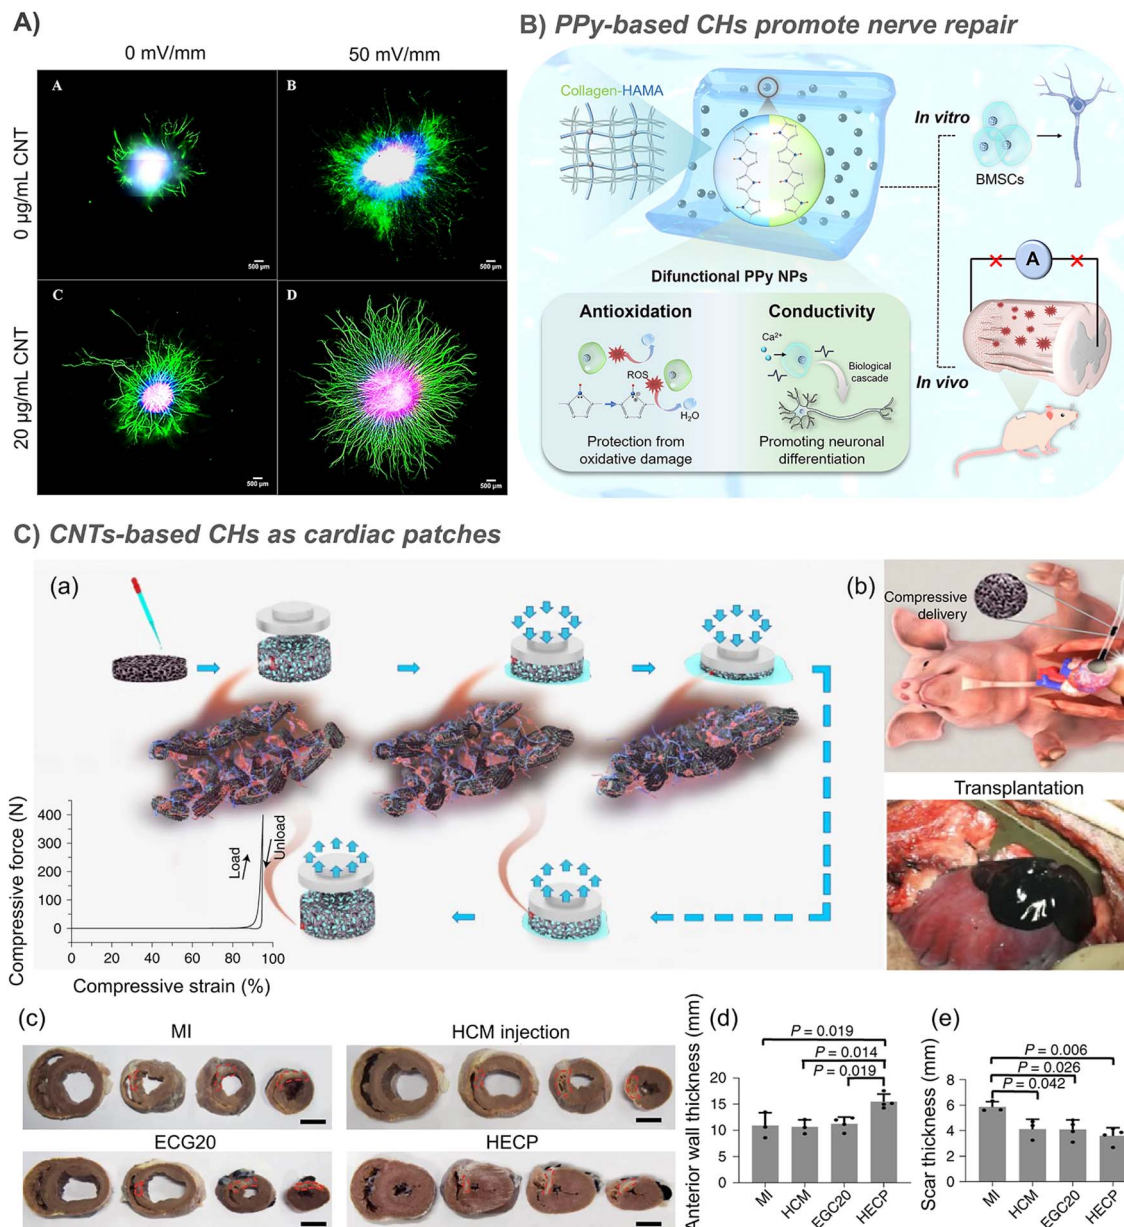 A)
0 mV/mm
50 mV/mm
0 µg/mL CNT
20 µg/mL CNT
A
500 µm
B
500 µm
C
500 µm
D
500 µm
B) PPy-based CHs promote nerve repair
Collagen-HAMA
In vitro
BMSCs
Difunctional PPy NPs
Antioxidation
ROS
H₂O
Protection from
oxidative damage
Conductivity
Ca²⁺
Biological
cascade
Promoting neuronal
differentiation
A
In vivo
C) CNTs-based CHs as cardiac patches
(a)
Compressive force (N)
400
300
200
100
0
Load
Unload
0 20 40 60 80 100
Compressive strain (%)
(b)
Compressive
delivery
Transplantation
(c)
MI
HCM injection
ECG20
HECP
(d)
Anterior wall thickness (mm)
P = 0.019
P = 0.014
P = 0.019
20
15
10
5
0
MI
HCM
EGC20
HECP
(e)
Scar thickness (mm)
P = 0.006
P = 0.026
P = 0.042
8
6
4
2
0
MI
HCM
EGC20
HECP